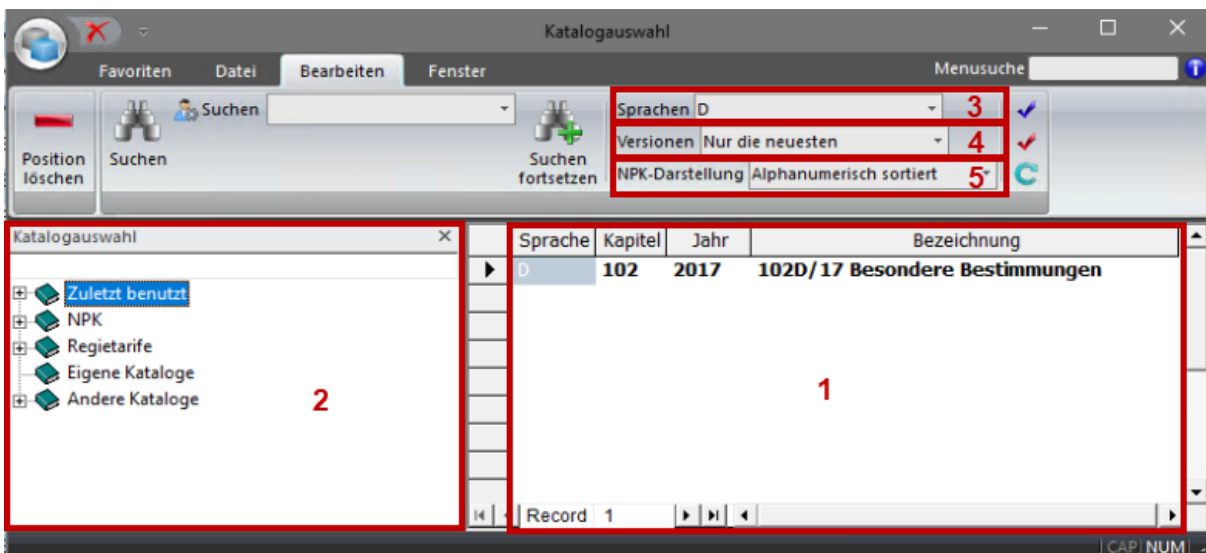 Katalogauswahl
Favoriten Datei Bearbeiten Fenster Menusuche
Position löschen
Suchen
Suchen
Suchen fortsetzen
Sprachen D 3
Versionen Nur die neuesten 4
NPK-Darstellung Alphanumerisch sortiert 5
Katalogauswahl
Zuletzt benutzt
NPK
Regietarife
Eigene Kataloge
Andere Kataloge
2
Sprache Kapitel Jahr Bezeichnung
D 102 2017 102D/17 Besondere Bestimmungen
1
Record 1
CAP NUM